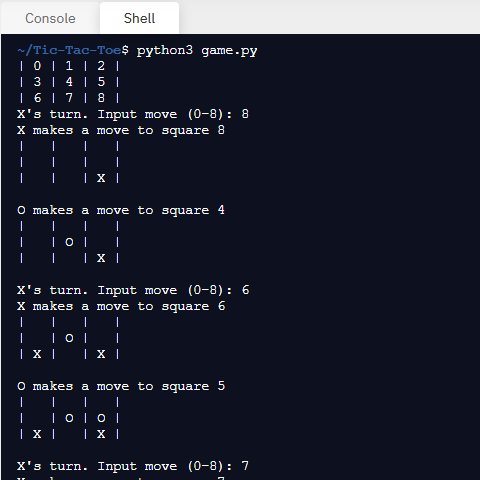 Console Shell
~/Tic-Tac-Toe$ python3 game.py
| 0 | 1 | 2 |
| 3 | 4 | 5 |
| 6 | 7 | 8 |
X's turn. Input move (0-8): 8
X makes a move to square 8
|   |   |   |
|   |   |   |
|   |   | X |
O makes a move to square 4
|   |   |   |
|   | O |   |
|   |   | X |
X's turn. Input move (0-8): 6
X makes a move to square 6
|   |   |   |
|   | O |   |
| X |   | X |
O makes a move to square 5
|   |   |   |
|   | O | O |
| X |   | X |
X's turn. Input move (0-8): 7